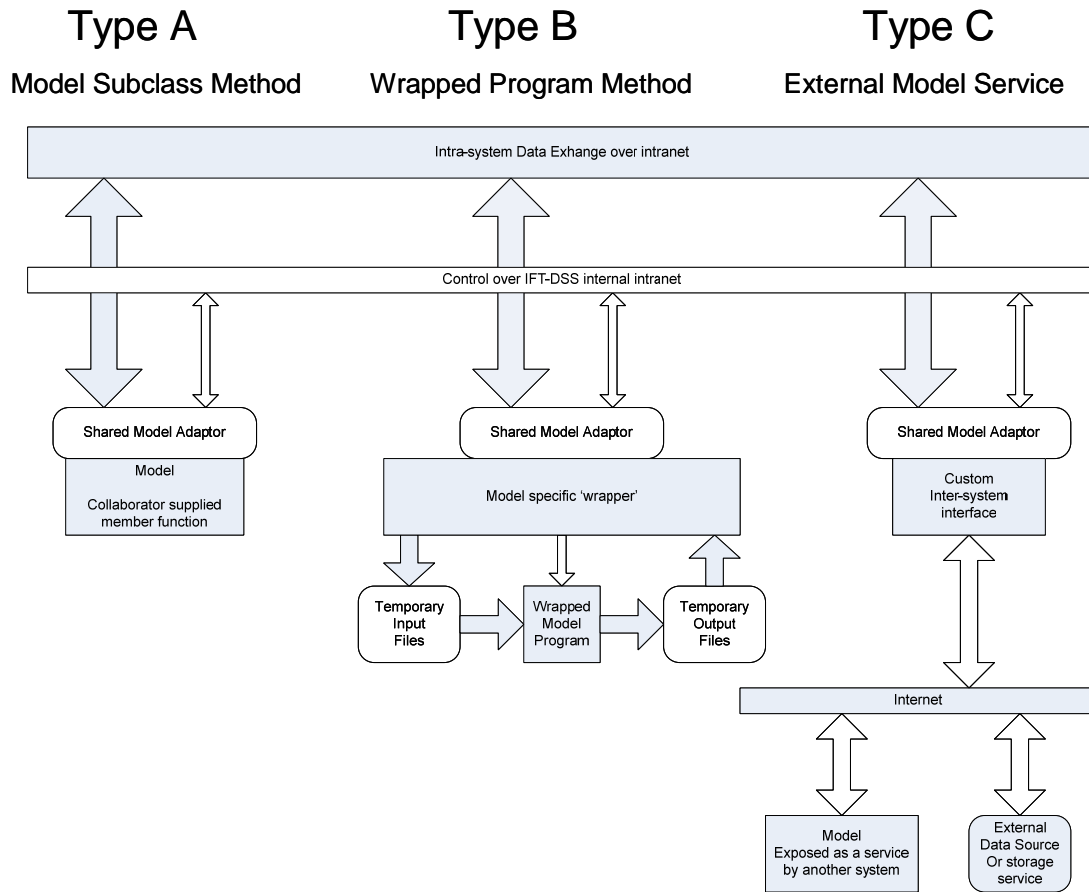 Type A
Type B
Type C
Model Subclass Method
Wrapped Program Method
External Model Service
Intra-system Data Exhange over intranet
Control over IFT-DSS internal intranet
Shared Model Adaptor
Shared Model Adaptor
Shared Model Adaptor
Model
Collaborator supplied
member function
Model specific ‘wrapper’
Custom
Inter-system
interface
Temporary
Input
Files
Wrapped
Model
Program
Temporary
Output
Files
Internet
Model
Exposed as a service
by another system
External
Data Source
Or storage
service